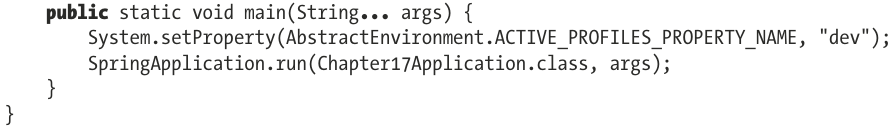 public static void main(String... args) {
System.setProperty(AbstractEnvironment.ACTIVE_PROFILES_PROPERTY_NAME, "dev");
SpringApplication.run(Chapter17Application.class, args);
}
}